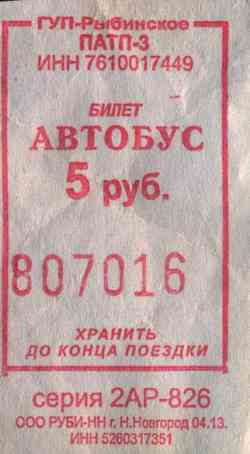 ГУП-Рыбинское
ПАТП-3
ИНН 7610017449
БИЛЕТ
АВТОБУС
5 руб.
807016
ХРАНИТЬ
ДО КОНЦА ПОЕЗДКИ
серия 2АР-826
ООО РУБИ-НН г. Н.Новгород 04.13.
ИНН 5260317351